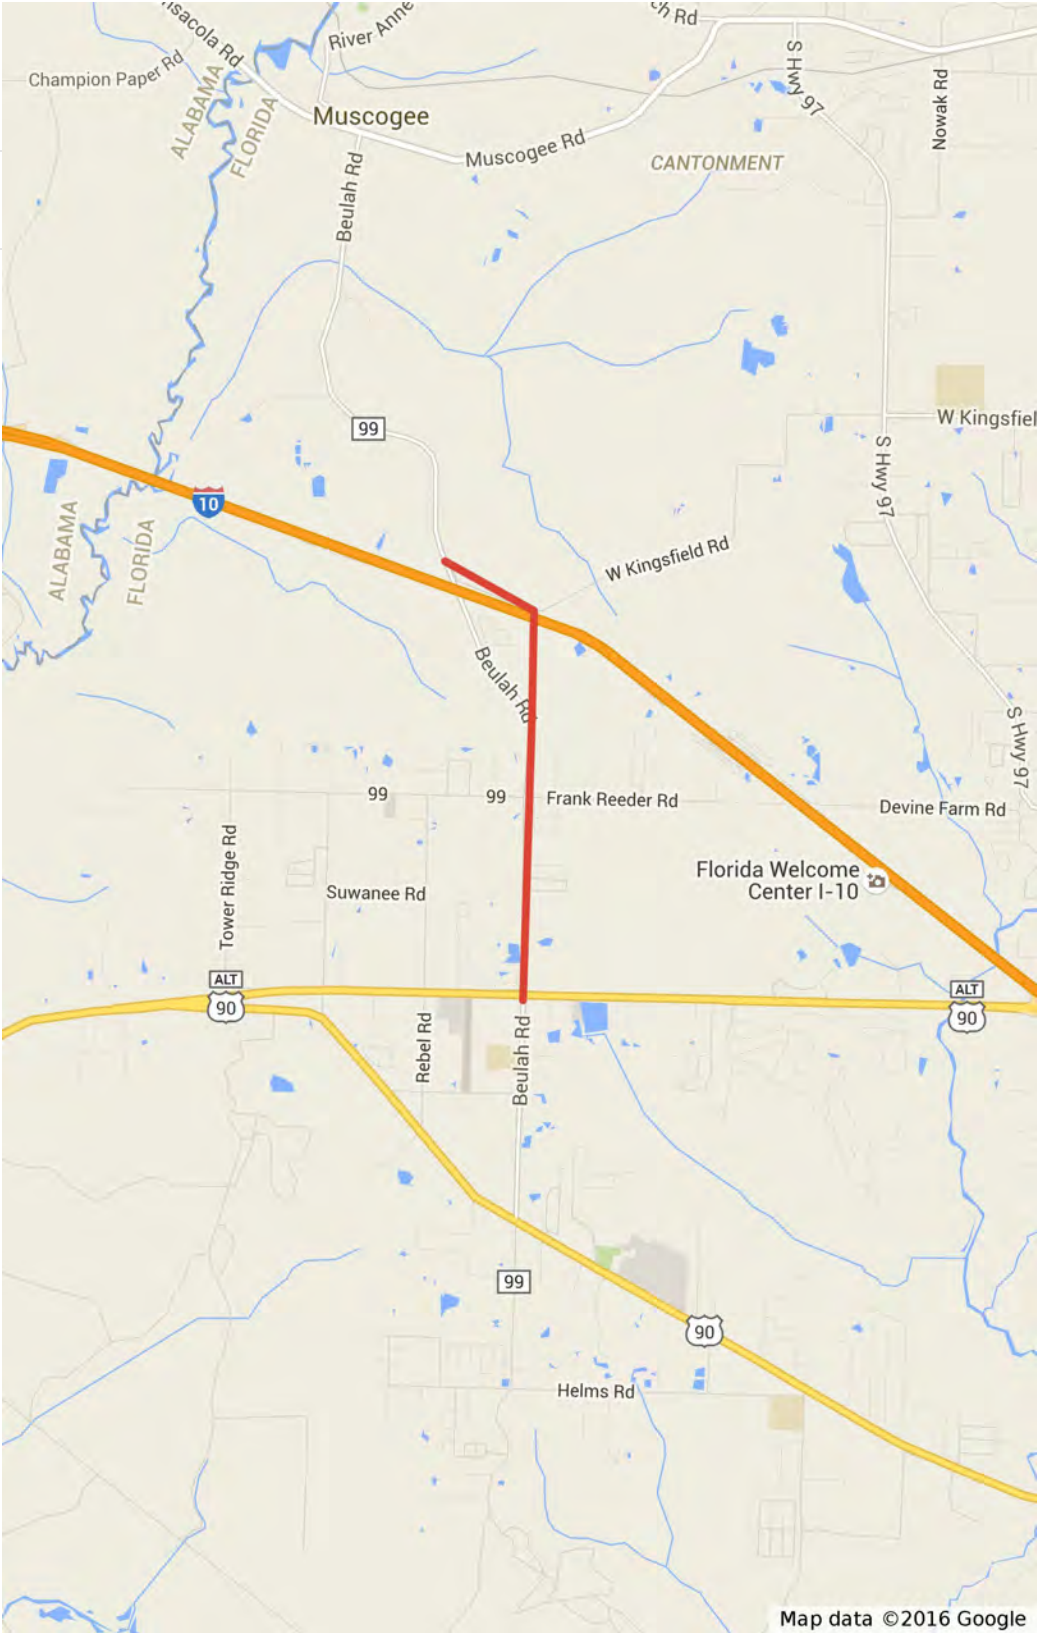 nsacola Rd
River Anne
ch Rd
Champion Paper Rd
ALABAMA
FLORIDA
Muscogee
S Hwy 97
Nowak Rd
Muscogee Rd
CANTONMENT
Beulah Rd
W Kingsfiel
99
S Hwy 97
10
ALABAMA
FLORIDA
W Kingsfield Rd
Beulah Rd
S Hwy 97
99
99
Frank Reeder Rd
Devine Farm Rd
Tower Ridge Rd
Suwanee Rd
Florida Welcome
Center I-10
ALT
90
ALT
90
Rebel Rd
Beulah Rd
99
90
Helms Rd
Map data ©2016 Google